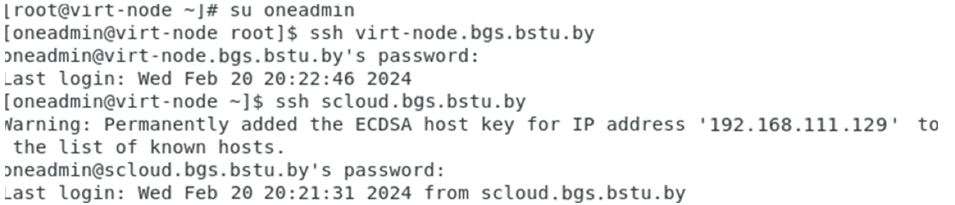 [root@virt-node ~]# su oneadmin
[oneadmin@virt-node root]$ ssh virt-node.bgs.bstu.by
oneadmin@virt-node.bgs.bstu.by's password:
Last login: Wed Feb 20 20:22:46 2024
[oneadmin@virt-node ~]$ ssh scloud.bgs.bstu.by
Warning: Permanently added the ECDSA host key for IP address '192.168.111.129' to
the list of known hosts.
oneadmin@scloud.bgs.bstu.by's password:
Last login: Wed Feb 20 20:21:31 2024 from scloud.bgs.bstu.by